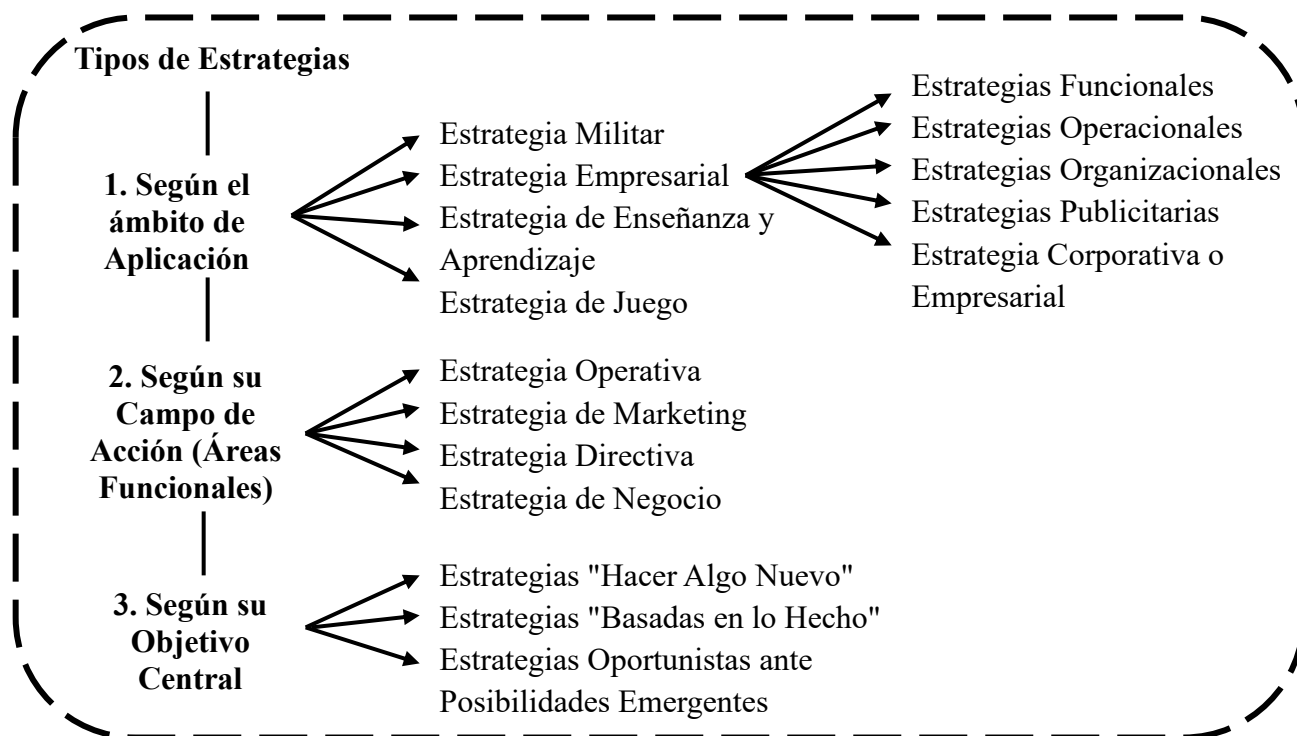 Tipos de Estrategias
1. Según el
ámbito de
Aplicación
Estrategia Militar
Estrategia Empresarial
Estrategia de Enseñanza y
Aprendizaje
Estrategia de Juego
Estrategias Funcionales
Estrategias Operacionales
Estrategias Organizacionales
Estrategias Publicitarias
Estrategia Corporativa o
Empresarial
2. Según su
Campo de
Acción (Áreas
Funcionales)
Estrategia Operativa
Estrategia de Marketing
Estrategia Directiva
Estrategia de Negocio
3. Según su
Objetivo
Central
Estrategias "Hacer Algo Nuevo"
Estrategias "Basadas en lo Hecho"
Estrategias Oportunistas ante
Posibilidades Emergentes